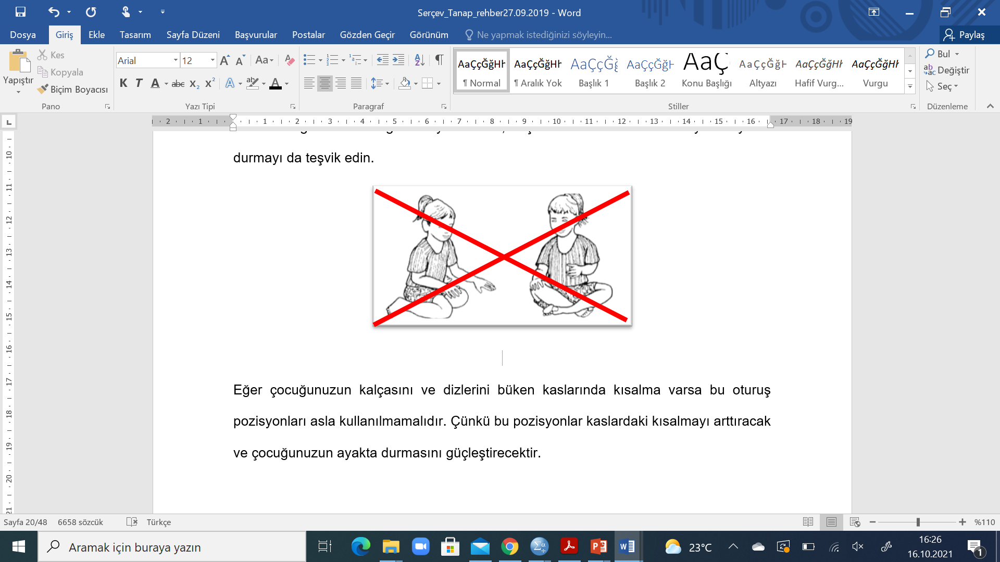 Serçev_Tanap_rehber27.09.2019 - Word
Dosya Giriş Ekle Tasarım Sayfa Düzeni Başvurular Postalar Gözden Geçir Görünüm Ne yapmak istediğinizi söyleyin... Paylaş
Yapıştır
Kes
Kopyala
Biçim Boyacısı
Pano
Arial 12
K T A abc x₂ x²
Yazı Tipi
Paragraf
AaÇçĞğHh AaÇçĞğHh AaÇçĞğ AaÇçĞğH AaÇ AaÇçĞğH AaÇçĞğHh AaÇçĞğHh
¶ Normal ¶ Aralık Yok Başlık 1 Başlık 2 Konu Başlığı Altyazı Hafif Vurg... Vurgu
Stiller
Bul
Değiştir
Seç
Düzenleme
2 1 1 2 3 4 5 6 7 8 9 10 11 12 13 14 15 16 17 18 19
10
11
12
13
14
15
16
17
18
19
20
21
durmayı da teşvik edin.
Eğer çocuğunuzun kalçasını ve dizlerini büken kaslarında kısalma varsa bu oturuş
pozisyonları asla kullanılmamalıdır. Çünkü bu pozisyonlar kaslardaki kısalmayı arttıracak
ve çocuğunuzun ayakta durmasını güçleştirecektir.
Sayfa 20/48 6658 sözcük Türkçe %110
Aramak için buraya yazın
23°C
16:26
16.10.2021
1